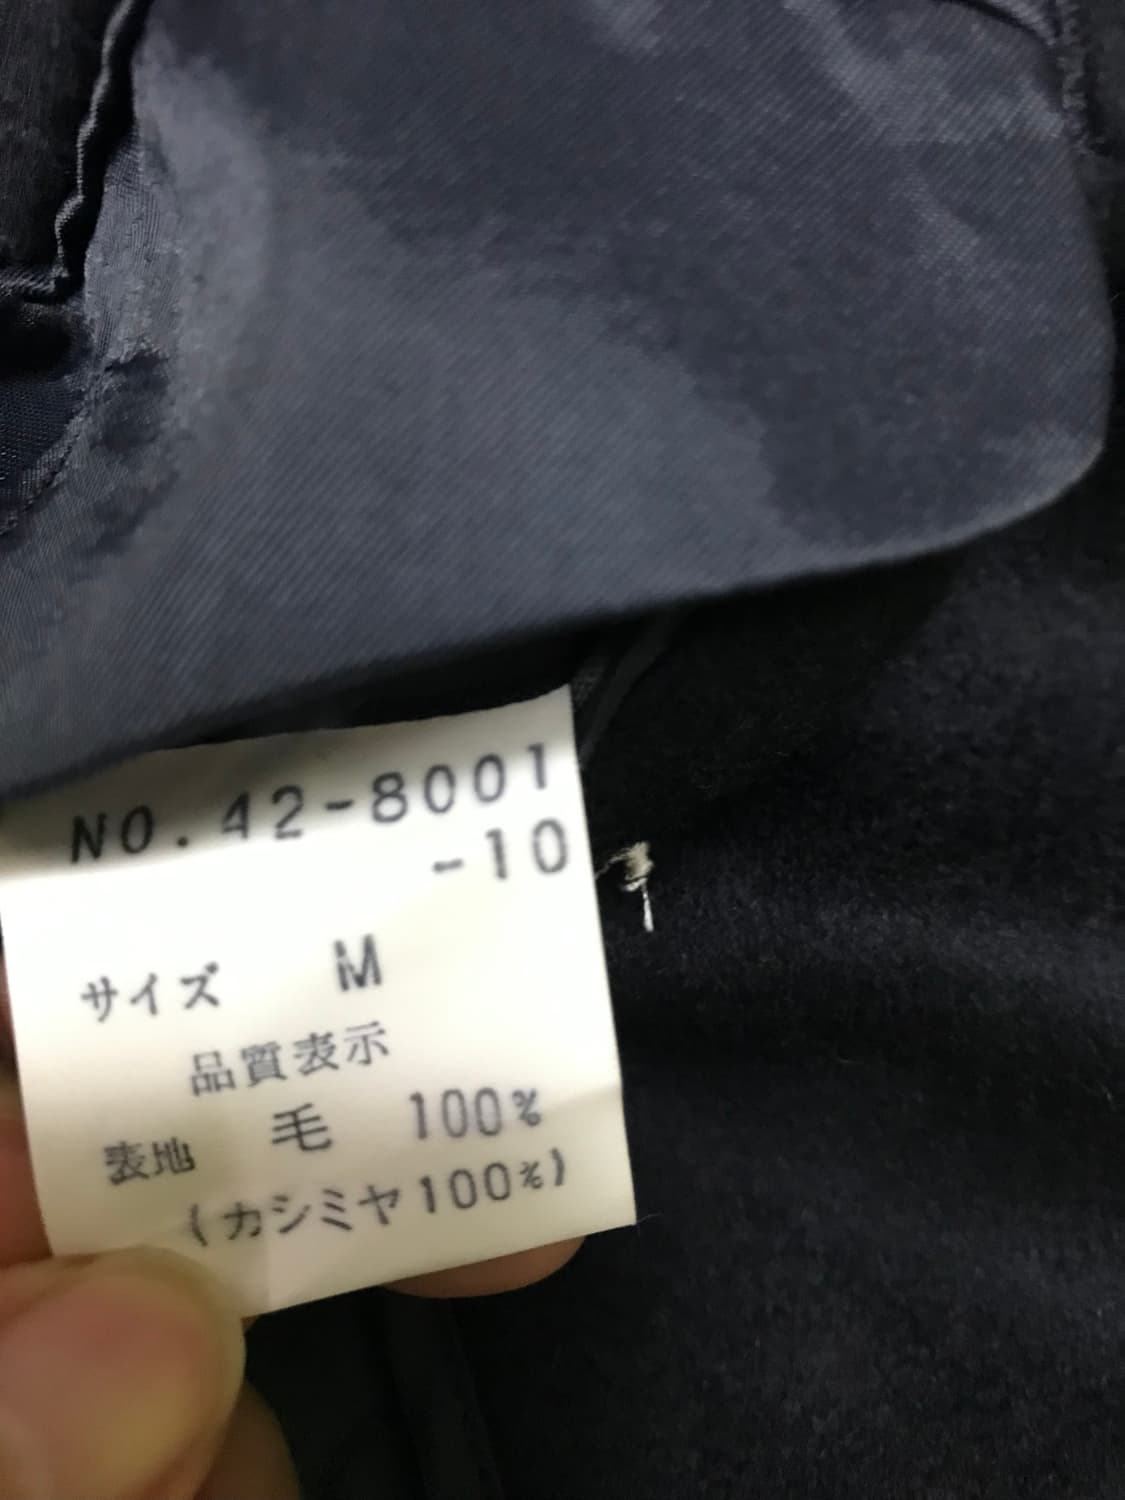 NO.42-8001
-10
サイズ M
品質表示
表地 毛 100%
(カシミヤ100%)